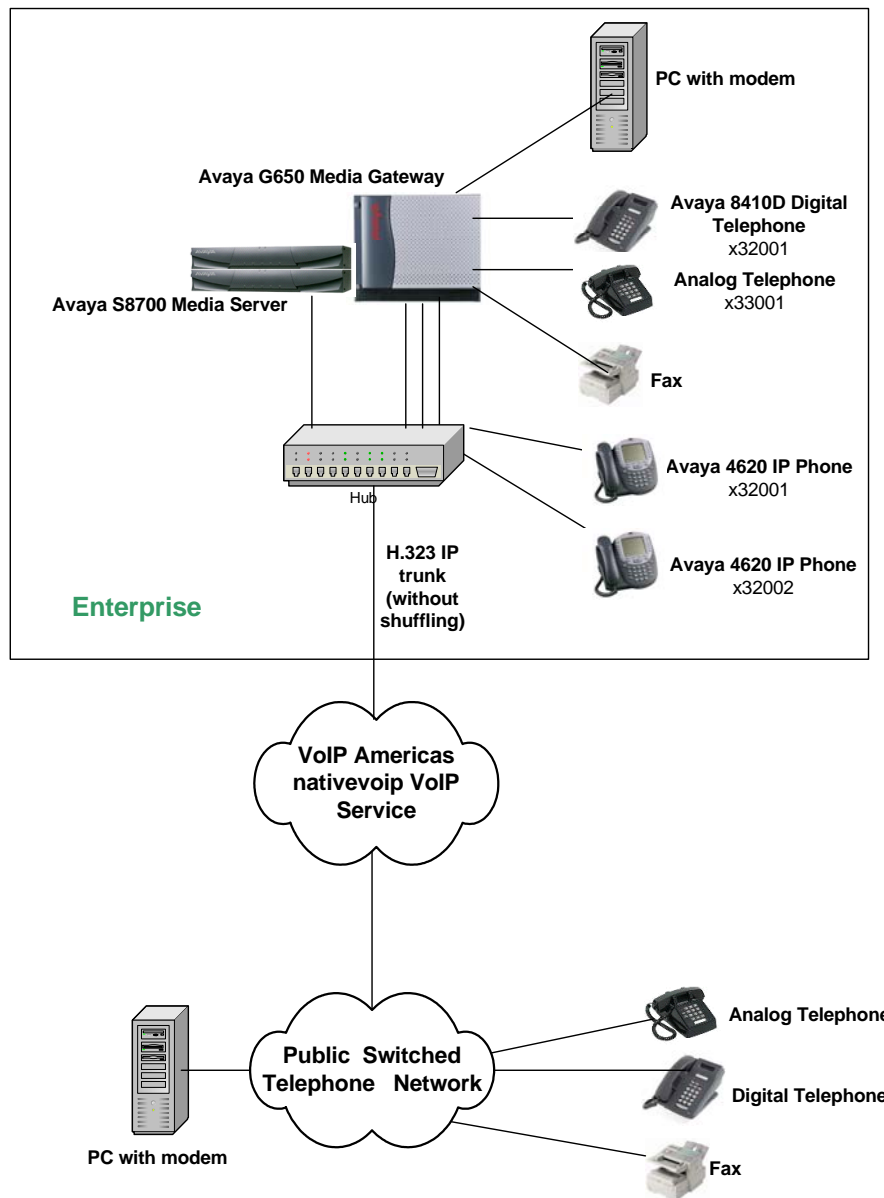 PC with modem
Avaya G650 Media Gateway
Avaya 8410D Digital
Telephone
x32001
Analog Telephone
x33001
Avaya S8700 Media Server
Fax
Hub
Avaya 4620 IP Phone
x32001
H.323 IP
trunk
(without
shuffling)
Avaya 4620 IP Phone
x32002
Enterprise
VoIP Americas
nativevoip VoIP
Service
Analog Telephone
Public Switched
Telephone Network
Digital Telephone
PC with modem
Fax